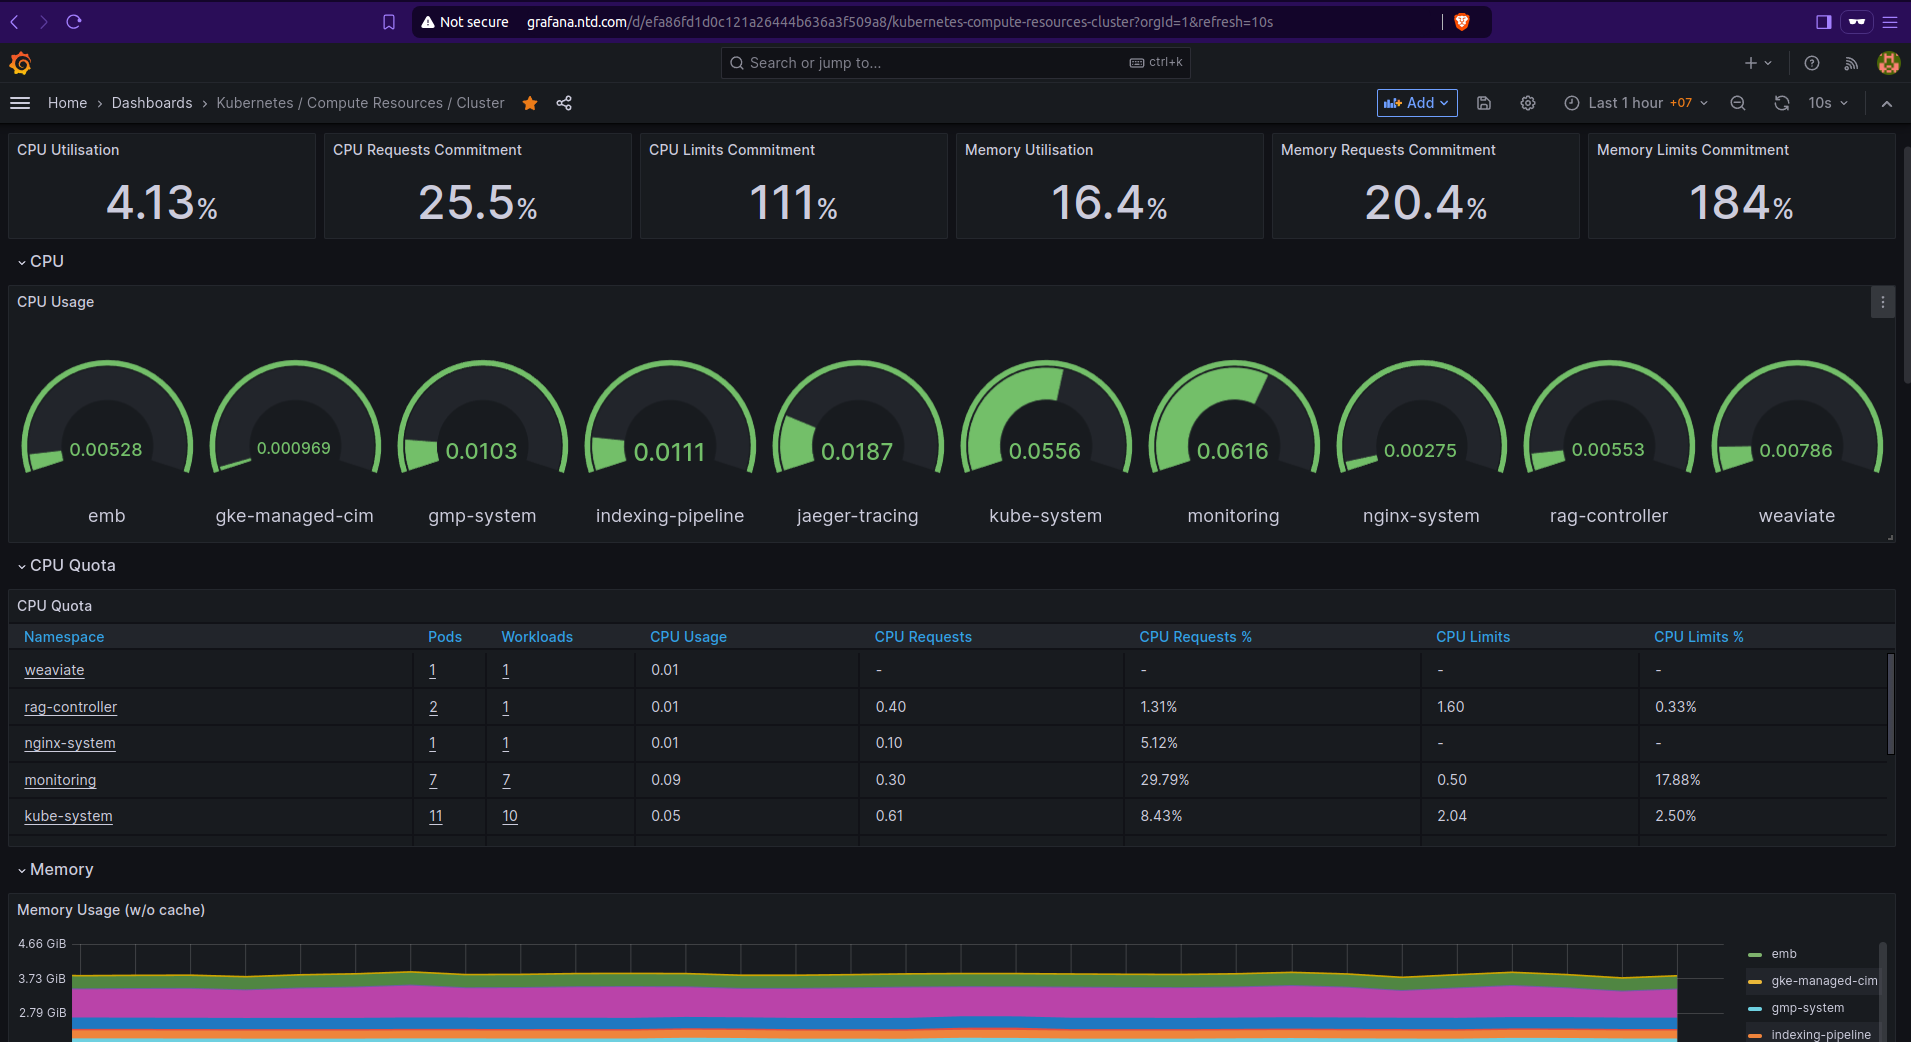 Not secure grafana.ntd.com/d/efa86fd1d0c121a26444b636a3f509a8/kubernetes-compute-resources-cluster?orgId=1&refresh=10s
Search or jump to... ctrl+k
Home › Dashboards › Kubernetes / Compute Resources / Cluster Add Last 1 hour +07 10s
CPU Utilisation CPU Requests Commitment CPU Limits Commitment Memory Utilisation Memory Requests Commitment Memory Limits Commitment
4.13% 25.5% 111% 16.4% 20.4% 184%
CPU
CPU Usage
0.00528 0.000969 0.0103 0.0111 0.0187 0.0556 0.0616 0.00275 0.00553 0.00786
emb gke-managed-cim gmp-system indexing-pipeline jaeger-tracing kube-system monitoring nginx-system rag-controller weaviate
CPU Quota
CPU Quota
Namespace Pods Workloads CPU Usage CPU Requests CPU Requests % CPU Limits CPU Limits %
weaviate 1 1 0.01 - - - -
rag-controller 2 1 0.01 0.40 1.31% 1.60 0.33%
nginx-system 1 1 0.01 0.10 5.12% - -
monitoring 7 7 0.09 0.30 29.79% 0.50 17.88%
kube-system 11 10 0.05 0.61 8.43% 2.04 2.50%
Memory
Memory Usage (w/o cache)
4.66 GiB
3.73 GiB
2.79 GiB
emb
gke-managed-cim
gmp-system
indexing-pipeline